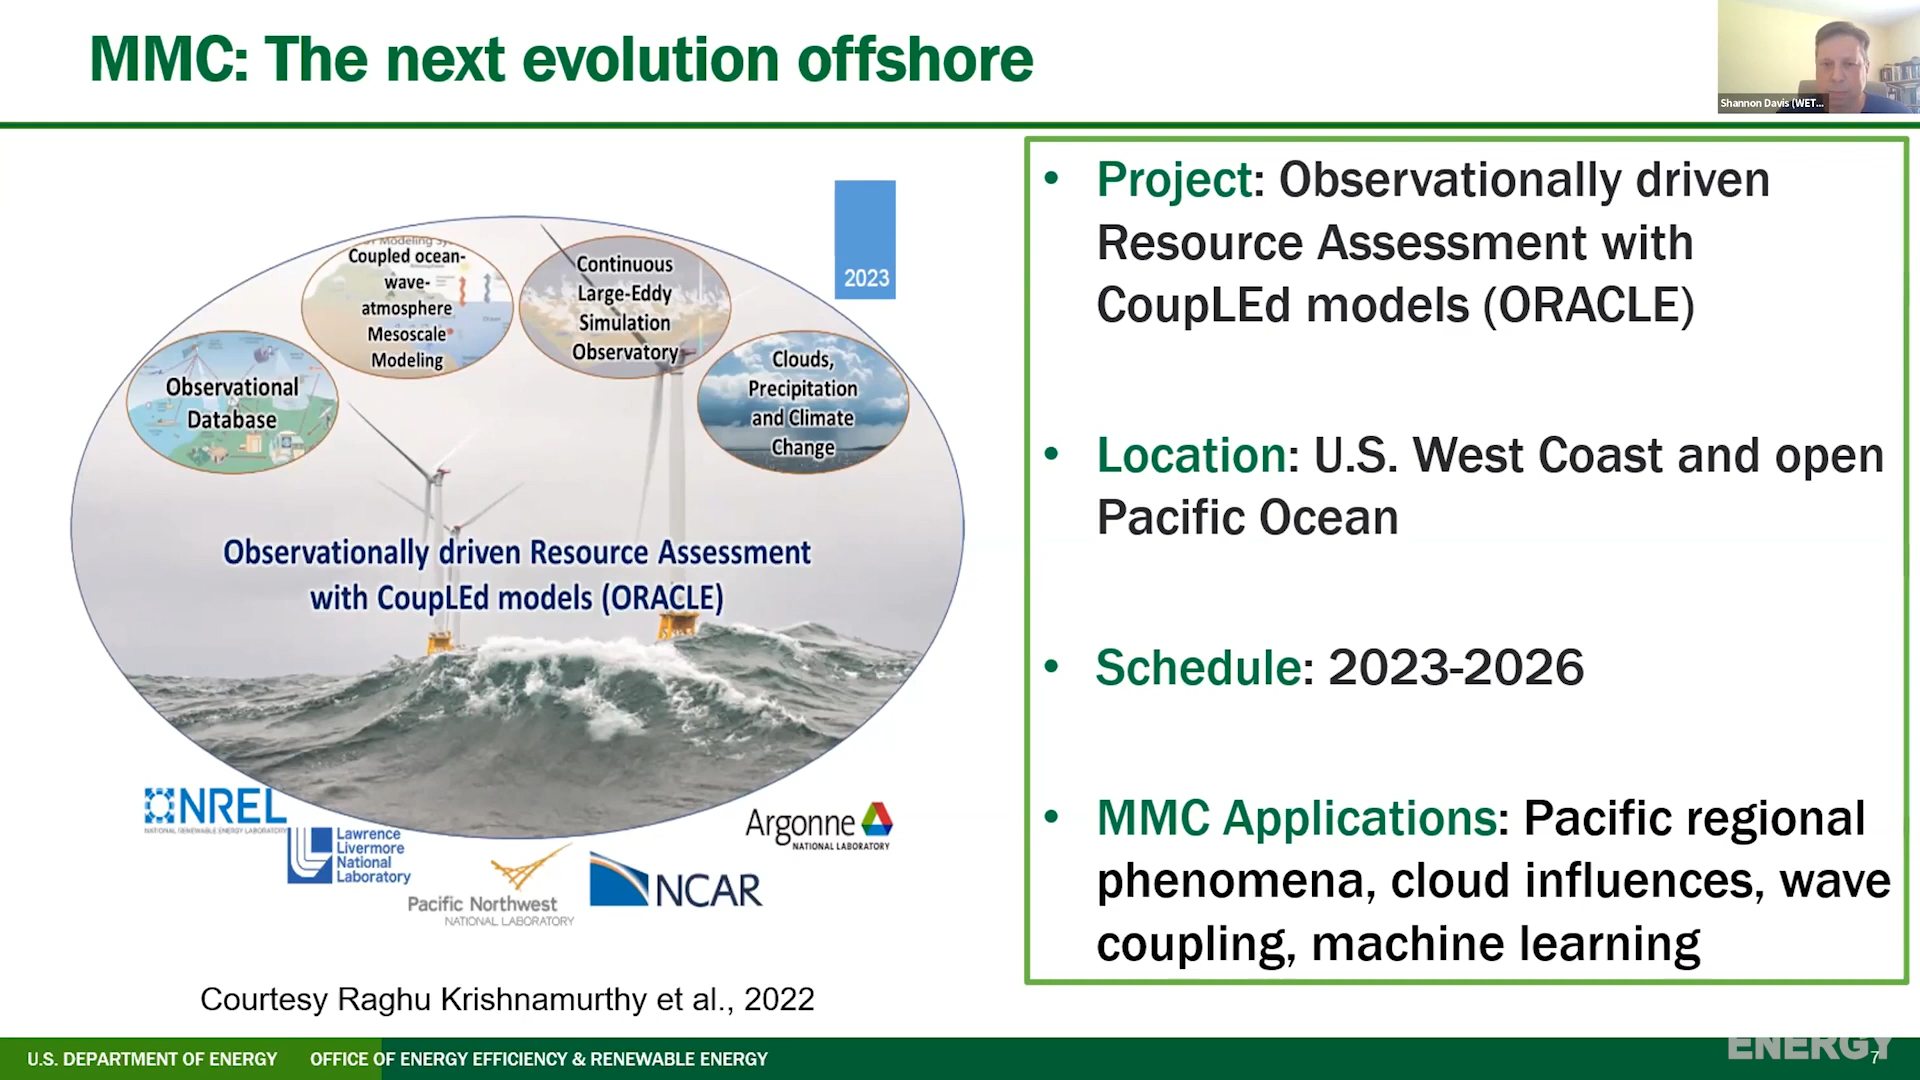 MMC: The next evolution offshore
Shannon Davis (WET...
2023
Coupled ocean-
wave-
atmosphere
Mesoscale
Modeling
Continuous
Large-Eddy
Simulation
Observatory
Observational
Database
Clouds,
Precipitation
and Climate
Change
Observationally driven Resource Assessment
with CoupLEd models (ORACLE)
NREL
NATIONAL RENEWABLE ENERGY LABORATORY
Lawrence
Livermore
National
Laboratory
Pacific Northwest
NATIONAL LABORATORY
NCAR
Argonne
NATIONAL LABORATORY
Courtesy Raghu Krishnamurthy et al., 2022
• Project: Observationally driven
Resource Assessment with
CoupLEd models (ORACLE)
• Location: U.S. West Coast and open
Pacific Ocean
• Schedule: 2023-2026
• MMC Applications: Pacific regional
phenomena, cloud influences, wave
coupling, machine learning
U.S. DEPARTMENT OF ENERGY OFFICE OF ENERGY EFFICIENCY & RENEWABLE ENERGY
ENERGY
7